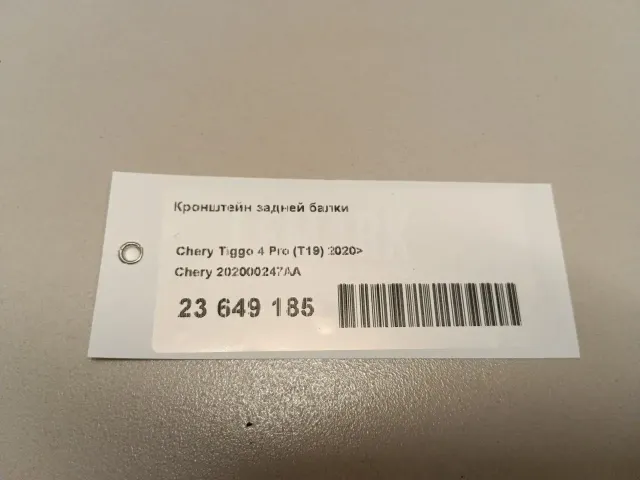 Кронштейн задней балки
Chery Tiggo 4 Pro (T19) 2020>
Chery 202000247AA
23 649 185